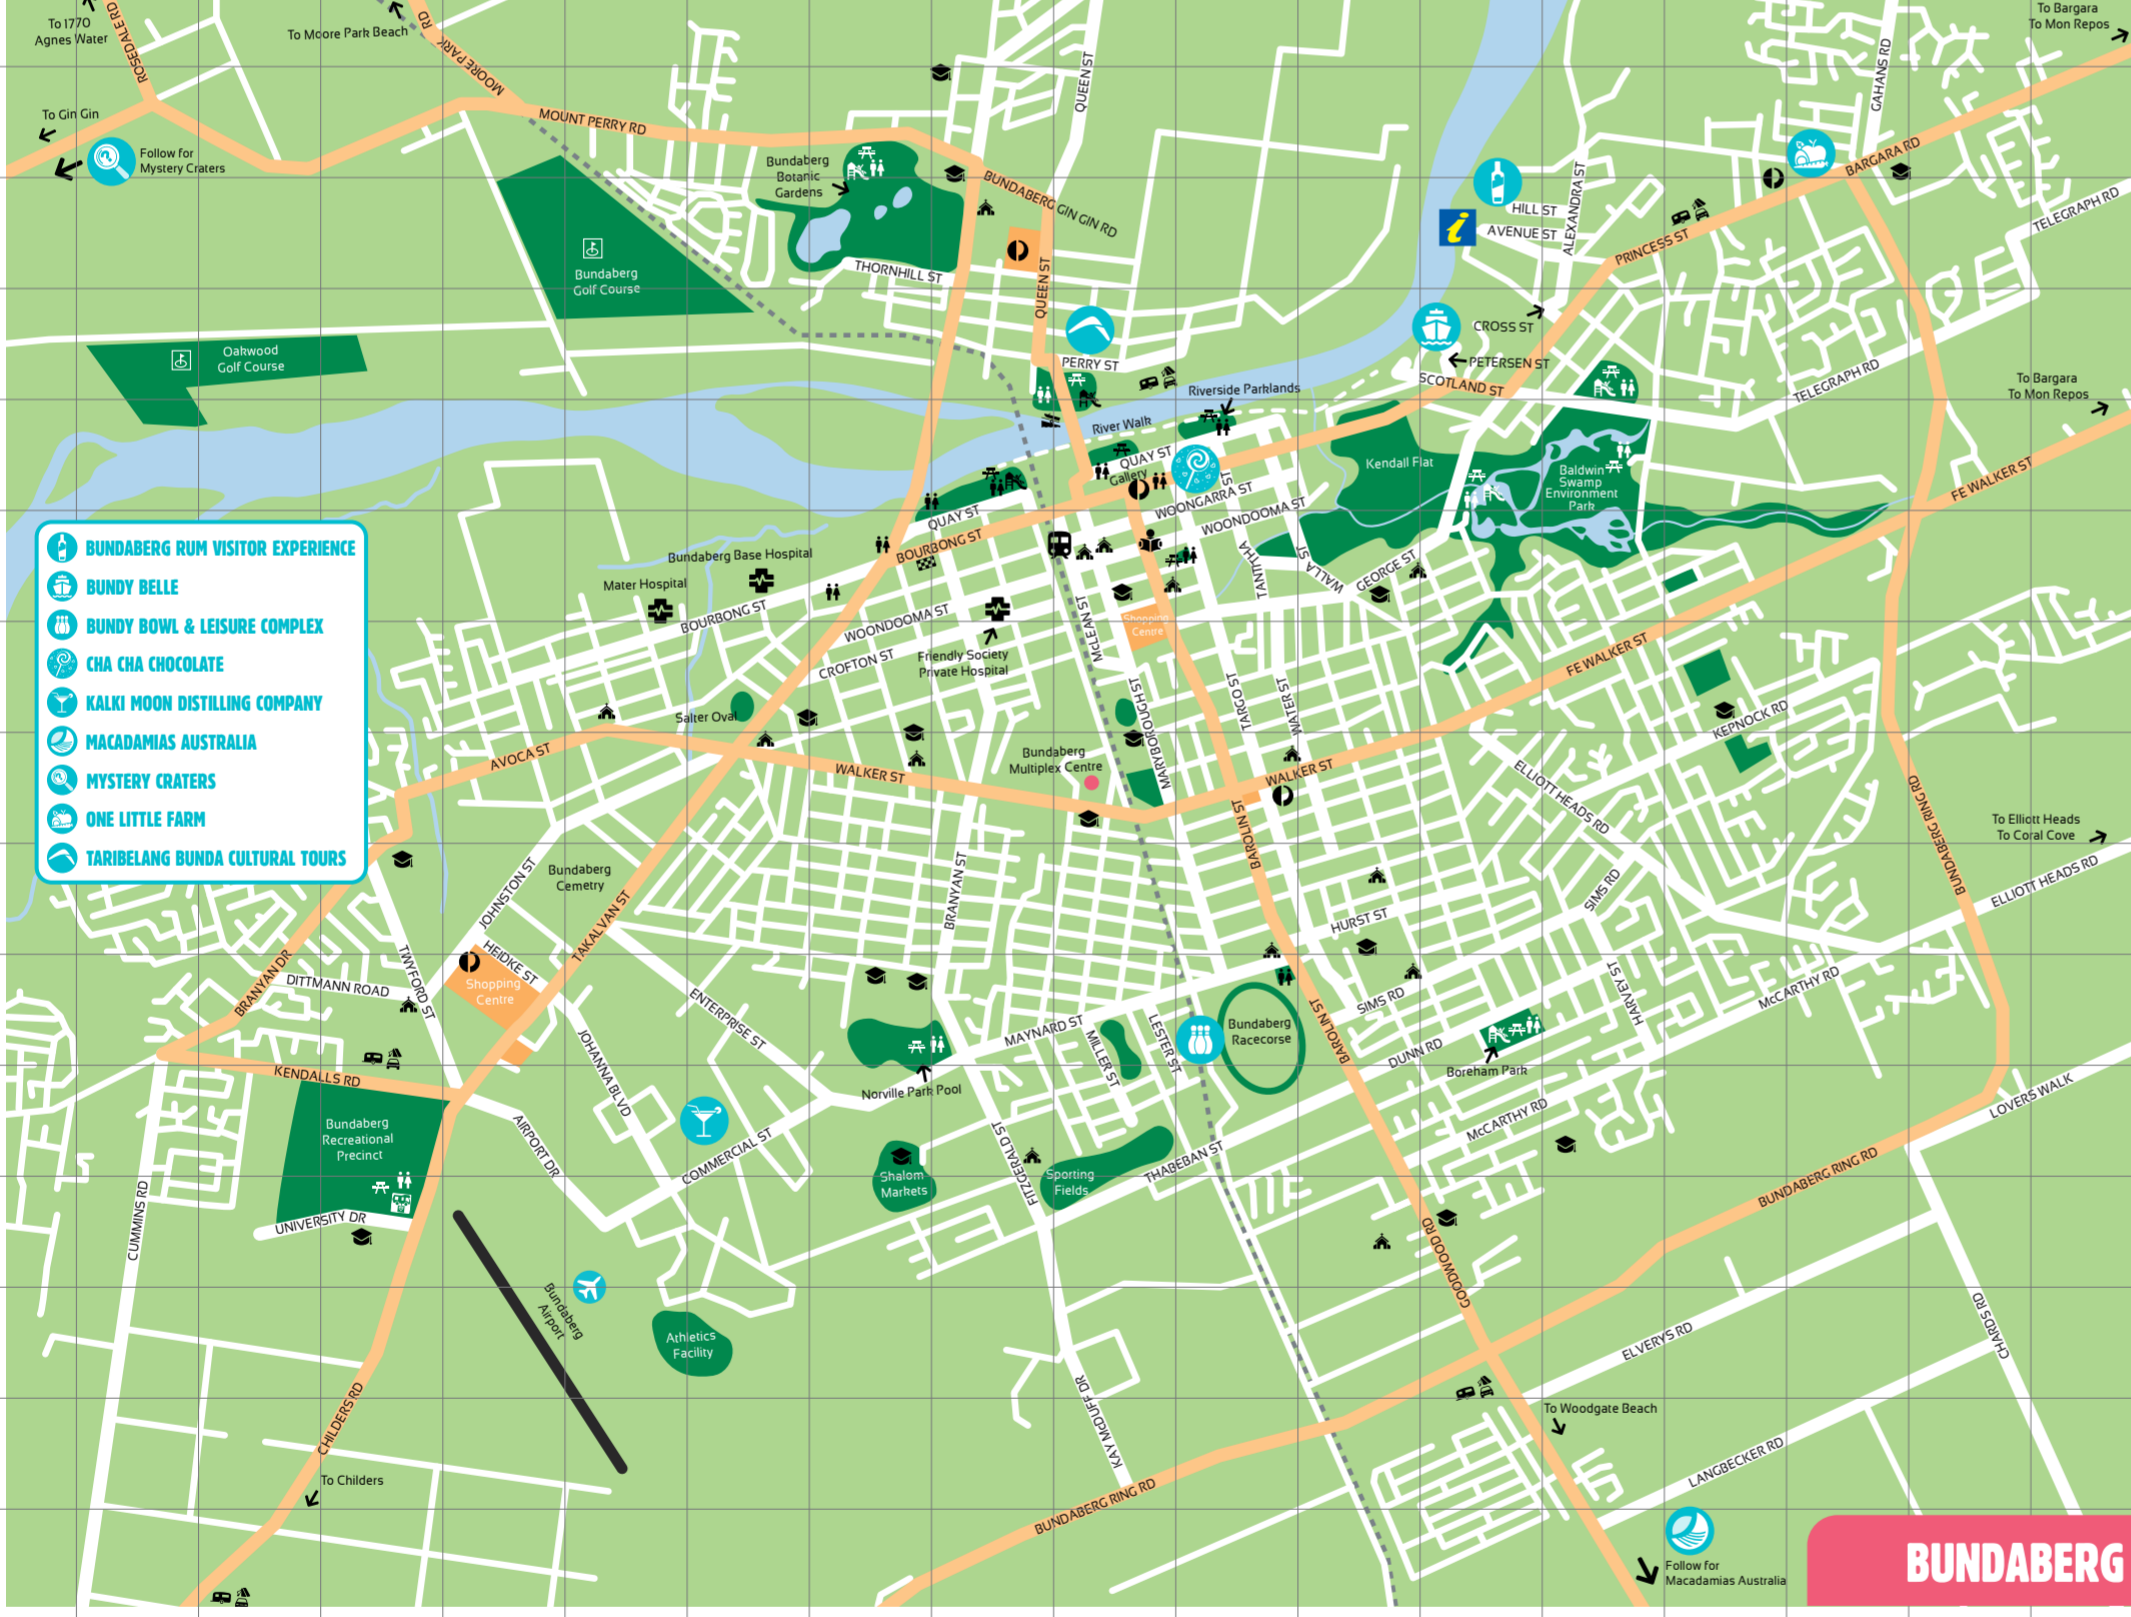 To 1770
Agnes Water
ROSEDALE RD
To Moore Park Beach
MOORE PARK RD
QUEEN ST
GAHANS RD
To Bargara
To Mon Repos
To Gin Gin
Follow for
Mystery Craters
MOUNT PERRY RD
Bundaberg
Botanic
Gardens
BUNDABERG GIN GIN RD
BARGARA RD
TELEGRAPH RD
HILL ST
AVENUE ST
ALEXANDRA ST
PRINCESS ST
i
Bundaberg
Golf Course
THORNHILL ST
QUEEN ST
CROSS ST
PETERSEN ST
SCOTLAND ST
TELEGRAPH RD
Oakwood
Golf Course
PERRY ST
Riverside Parklands
River Walk
QUAY ST
Gallery
To Bargara
To Mon Repos
Kendall Flat
Baldwin
Swamp
Environment
Park
FE WALKER ST
ST
WOONGARRA ST
WOONDOOMA ST
QUAY ST
BOURBONG ST
BUNDABERG RUM VISITOR EXPERIENCE
BUNDY BELLE
BUNDY BOWL & LEISURE COMPLEX
CHA CHA CHOCOLATE
KALKI MOON DISTILLING COMPANY
MACADAMIAS AUSTRALIA
MYSTERY CRATERS
ONE LITTLE FARM
TARIBELANG BUNDA CULTURAL TOURS
Bundaberg Base Hospital
Mater Hospital
BOURBONG ST
WOONDOOMA ST
CROFTON ST
Friendly Society
Private Hospital
McLEAN ST
Shopping
Centre
TANTITHA
WALLA ST
GEORGE ST
FE WALKER ST
MARYBOROUGH ST
TARGO ST
WATER ST
KEPNOCK RD
Salter Oval
AVOCA ST
WALKER ST
Bundaberg
Multiplex Centre
WALKER ST
ELLIOTT HEADS RD
BUNDABERG RING RD
To Elliott Heads
To Coral Cove
ELLIOTT HEADS RD
BAROLIN ST
BRANYAN ST
Bundaberg
Cemetry
JOHNSTON ST
TAKALVAN ST
HURST ST
SIMS RD
BRANYAN DR
DITTMANN ROAD
TWYFORD ST
HEIDKE ST
Shopping
Centre
ENTERPRISE ST
MAYNARD ST
MILLER ST
LESTER ST
Bundaberg
Racecorse
BAROLIN ST
SIMS RD
DUNN RD
HARVEY ST
McCARTHY RD
Boreham Park
McCARTHY RD
LOVERS WALK
KENDALLS RD
JOHANNA BLVD
Norville Park Pool
Bundaberg
Recreational
Precinct
AIRPORT DR
COMMERCIAL ST
Shalom
Markets
FITZGERALD ST
Sporting
Fields
THABEBAN ST
BUNDABERG RING RD
CUMMINS RD
UNIVERSITY DR
GOODWOOD RD
Bundaberg
Airport
Athletics
Facility
ELVERYS RD
CHARDS RD
CHILDERS RD
KAY McDUFF DR
To Woodgate Beach
LANGBECKER RD
To Childers
BUNDABERG RING RD
Follow for
Macadamias Australia
BUNDABERG